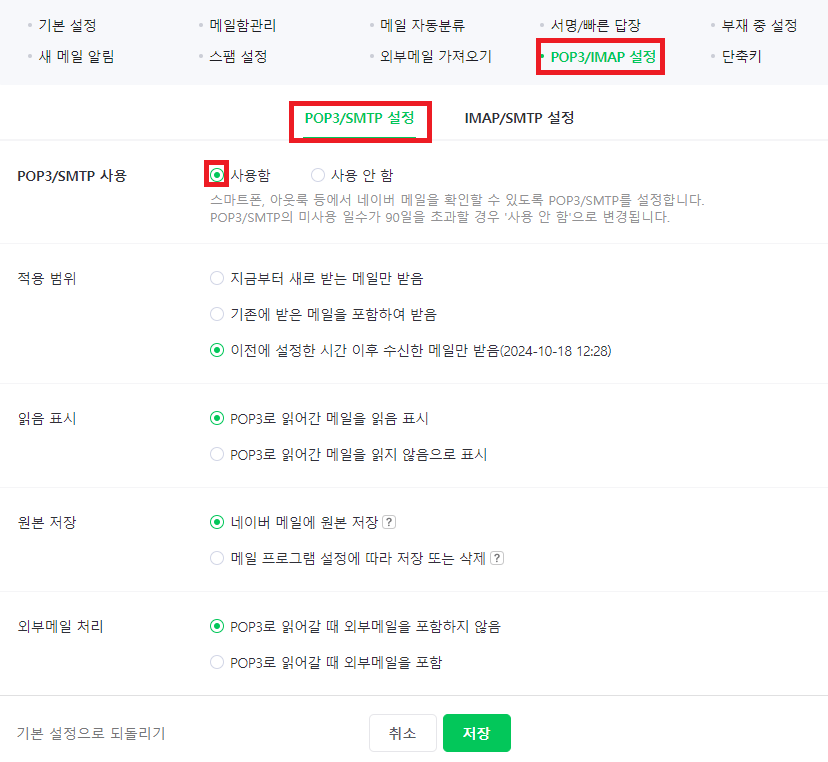 기본 설정
메일함관리
메일 자동분류
서명/빠른 답장
부재 중 설정
새 메일 알림
스팸 설정
외부메일 가져오기
POP3/IMAP 설정
단축키
POP3/SMTP 설정
IMAP/SMTP 설정
POP3/SMTP 사용
사용함
사용 안 함
스마트폰, 아웃룩 등에서 네이버 메일을 확인할 수 있도록 POP3/SMTP를 설정합니다.
POP3/SMTP의 미사용 일수가 90일을 초과할 경우 '사용 안 함'으로 변경됩니다.
적용 범위
지금부터 새로 받는 메일만 받음
기존에 받은 메일을 포함하여 받음
이전에 설정한 시간 이후 수신한 메일만 받음(2024-10-18 12:28)
읽음 표시
POP3로 읽어간 메일을 읽음 표시
POP3로 읽어간 메일을 읽지 않음으로 표시
원본 저장
네이버 메일에 원본 저장 ?
메일 프로그램 설정에 따라 저장 또는 삭제 ?
외부메일 처리
POP3로 읽어갈 때 외부메일을 포함하지 않음
POP3로 읽어갈 때 외부메일을 포함
기본 설정으로 되돌리기
취소
저장